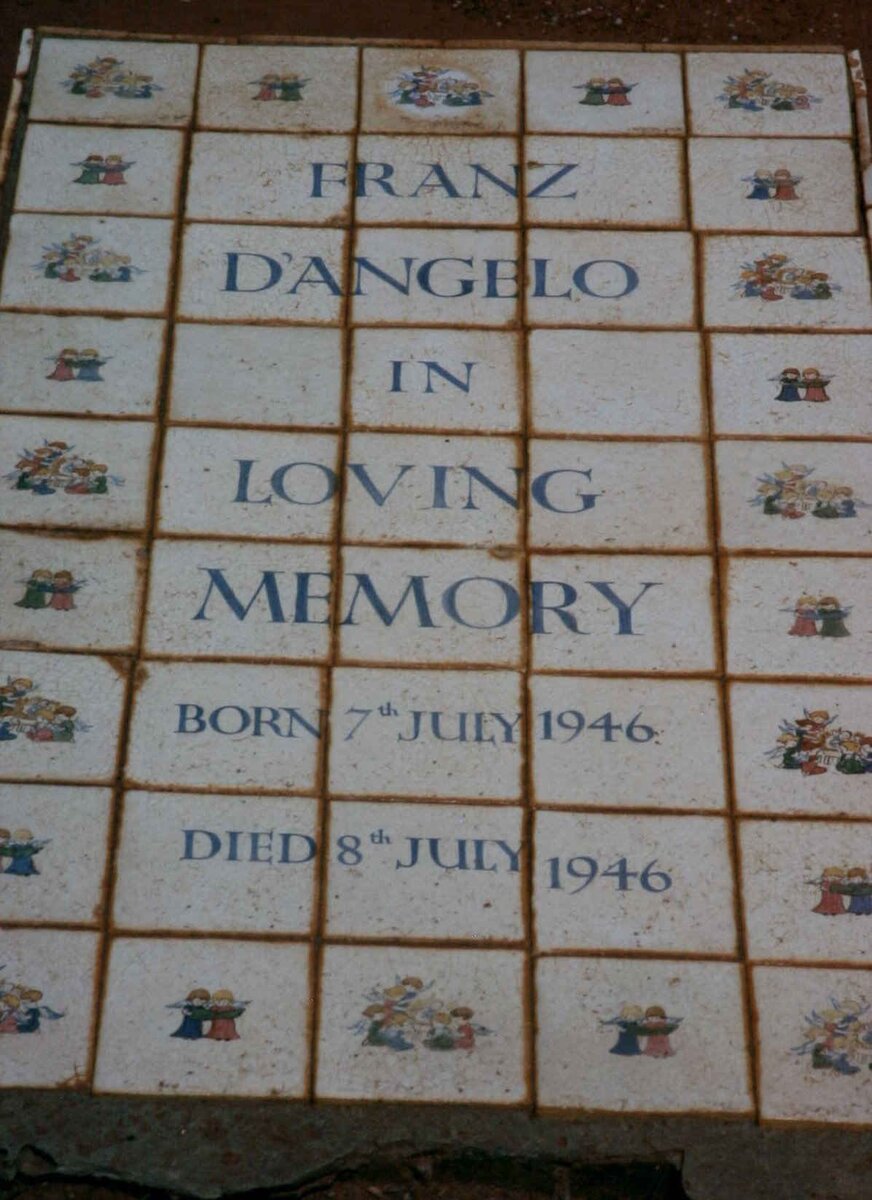 FRANZ
D'ANGELO
IN
LOVING
MEMORY
BORN 7th JULY 1946
DIED 8th JULY 1946